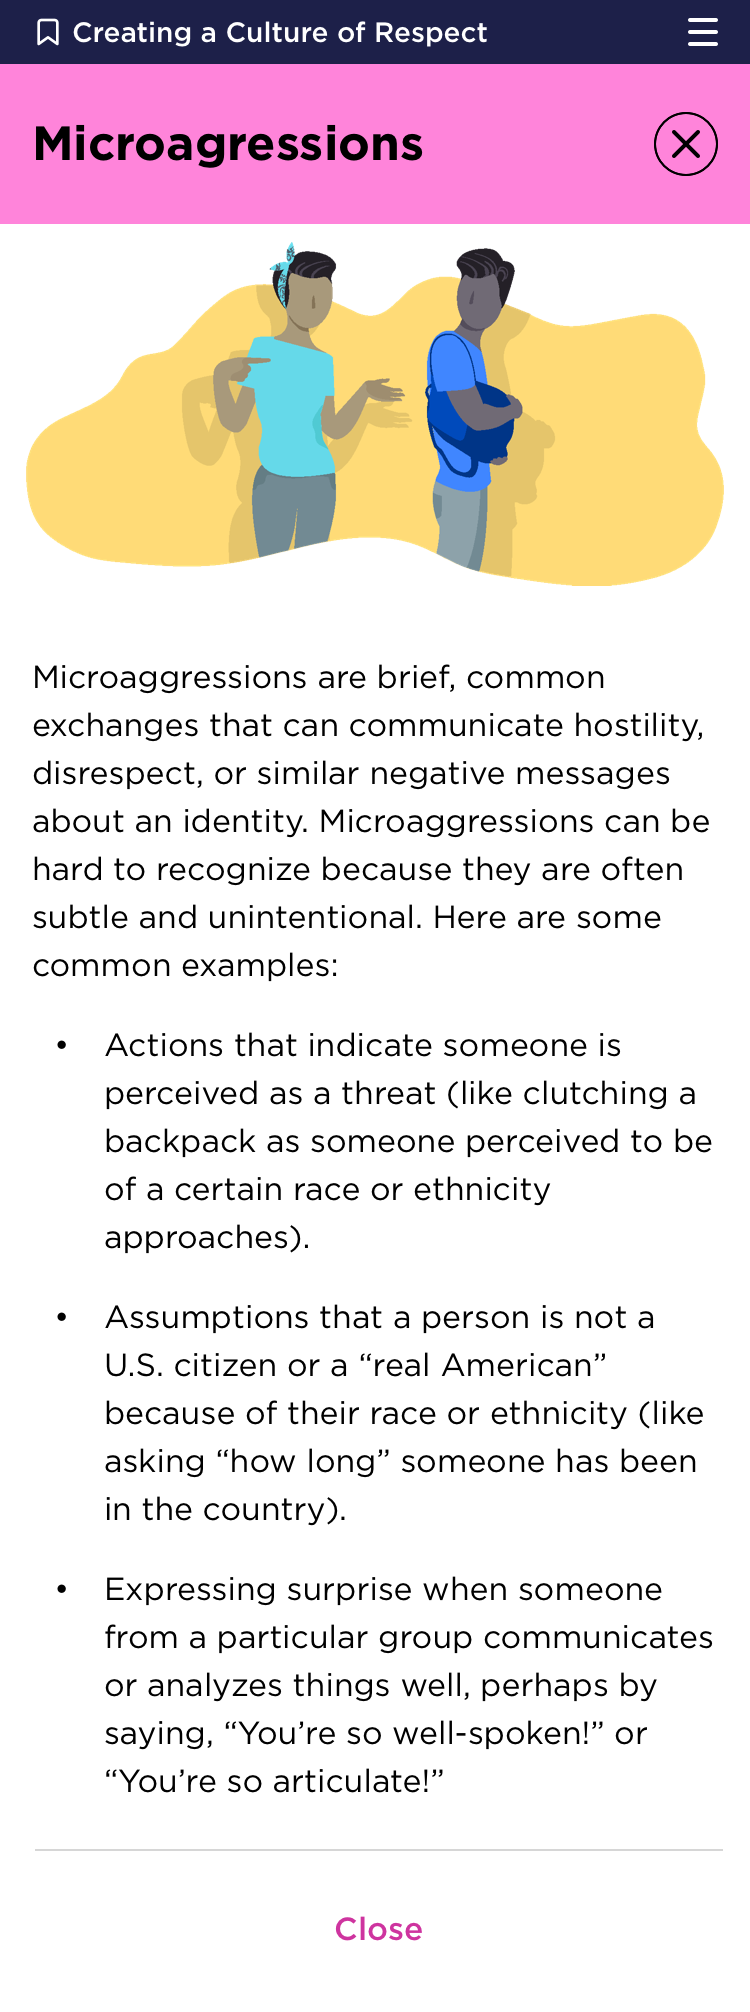 Creating a Culture of Respect
Microagressions
Microaggressions are brief, common
exchanges that can communicate hostility,
disrespect, or similar negative messages
about an identity. Microaggressions can be
hard to recognize because they are often
subtle and unintentional. Here are some
common examples:
• Actions that indicate someone is
perceived as a threat (like clutching a
backpack as someone perceived to be
of a certain race or ethnicity
approaches).
• Assumptions that a person is not a
U.S. citizen or a “real American”
because of their race or ethnicity (like
asking “how long” someone has been
in the country).
• Expressing surprise when someone
from a particular group communicates
or analyzes things well, perhaps by
saying, “You’re so well-spoken!” or
“You’re so articulate!”
Close